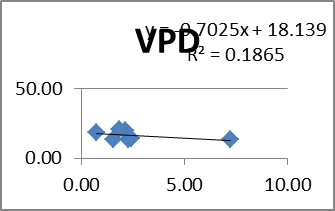 y = -0.7025x + 18.139
VPD
R² = 0.1865
50.00
0.00
0.00 5.00 10.00